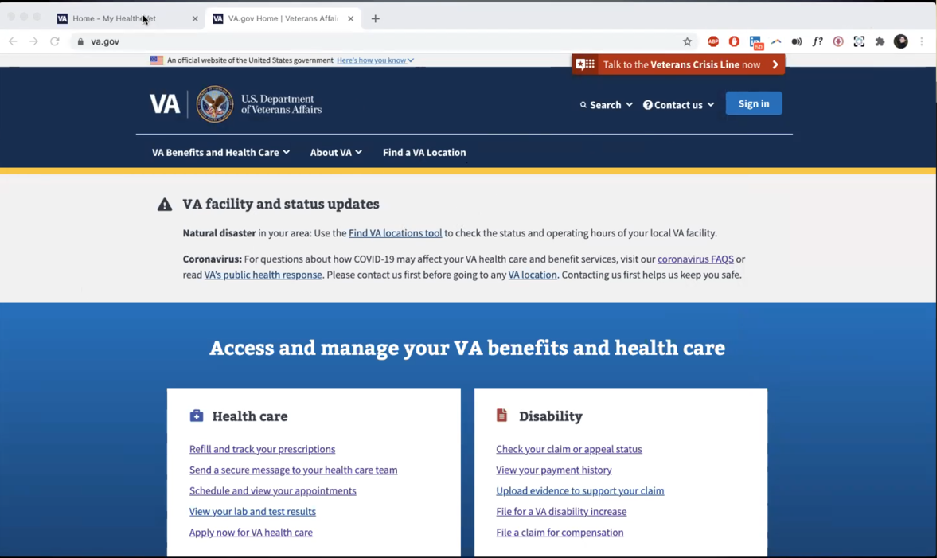 Home - My HealtheVet
VA.gov Home | Veterans Affai
va.gov
An official website of the United States government Here's how you know
Talk to the Veterans Crisis Line now
VA
U.S. Department
of Veterans Affairs
Search
Contact us
Sign in
VA Benefits and Health Care
About VA
Find a VA Location
VA facility and status updates
Natural disaster in your area: Use the Find VA locations tool to check the status and operating hours of your local VA facility.
Coronavirus: For questions about how COVID-19 may affect your VA health care and benefit services, visit our coronavirus FAQS or
read VA's public health response. Please contact us first before going to any VA location. Contacting us first helps us keep you safe.
Access and manage your VA benefits and health care
Health care
Refill and track your prescriptions
Send a secure message to your health care team
Schedule and view your appointments
View your lab and test results
Apply now for VA health care
Disability
Check your claim or appeal status
View your payment history
Upload evidence to support your claim
File for a VA disability increase
File a claim for compensation